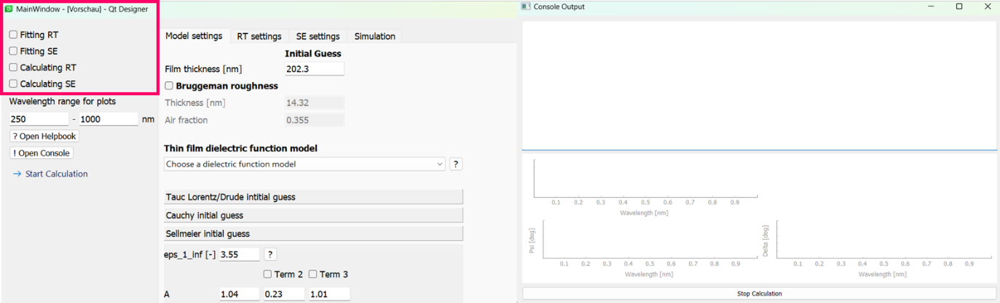 MainWindow - [Vorschau] - Qt Designer
Fitting RT
Fitting SE
Calculating RT
Calculating SE
Wavelength range for plots
250 - 1000 nm
? Open Helpbook
! Open Console
Start Calculation
Model settings RT settings SE settings Simulation
Initial Guess
Film thickness [nm] 202.3
Bruggeman roughness
Thickness [nm] 14.32
Air fraction 0.355
Thin film dielectric function model
Choose a dielectric function model ?
Tauc Lorentz/Drude intitial guess
Cauchy initial guess
Sellmeier initial guess
eps_1_inf [-] 3.55 ?
Term 2 Term 3
A 1.04 0.23 1.01
Console Output
0.1 0.2 0.3 0.4 0.5 0.6 0.7 0.8 0.9
Wavelength [nm]
Psi [deg]
0.1 0.2 0.3 0.4 0.5 0.6 0.7 0.8 0.9
Wavelength [nm]
Delta [deg]
0.1 0.2 0.3 0.4 0.5 0.6 0.7 0.8 0.9
Wavelength [nm]
Stop Calculation